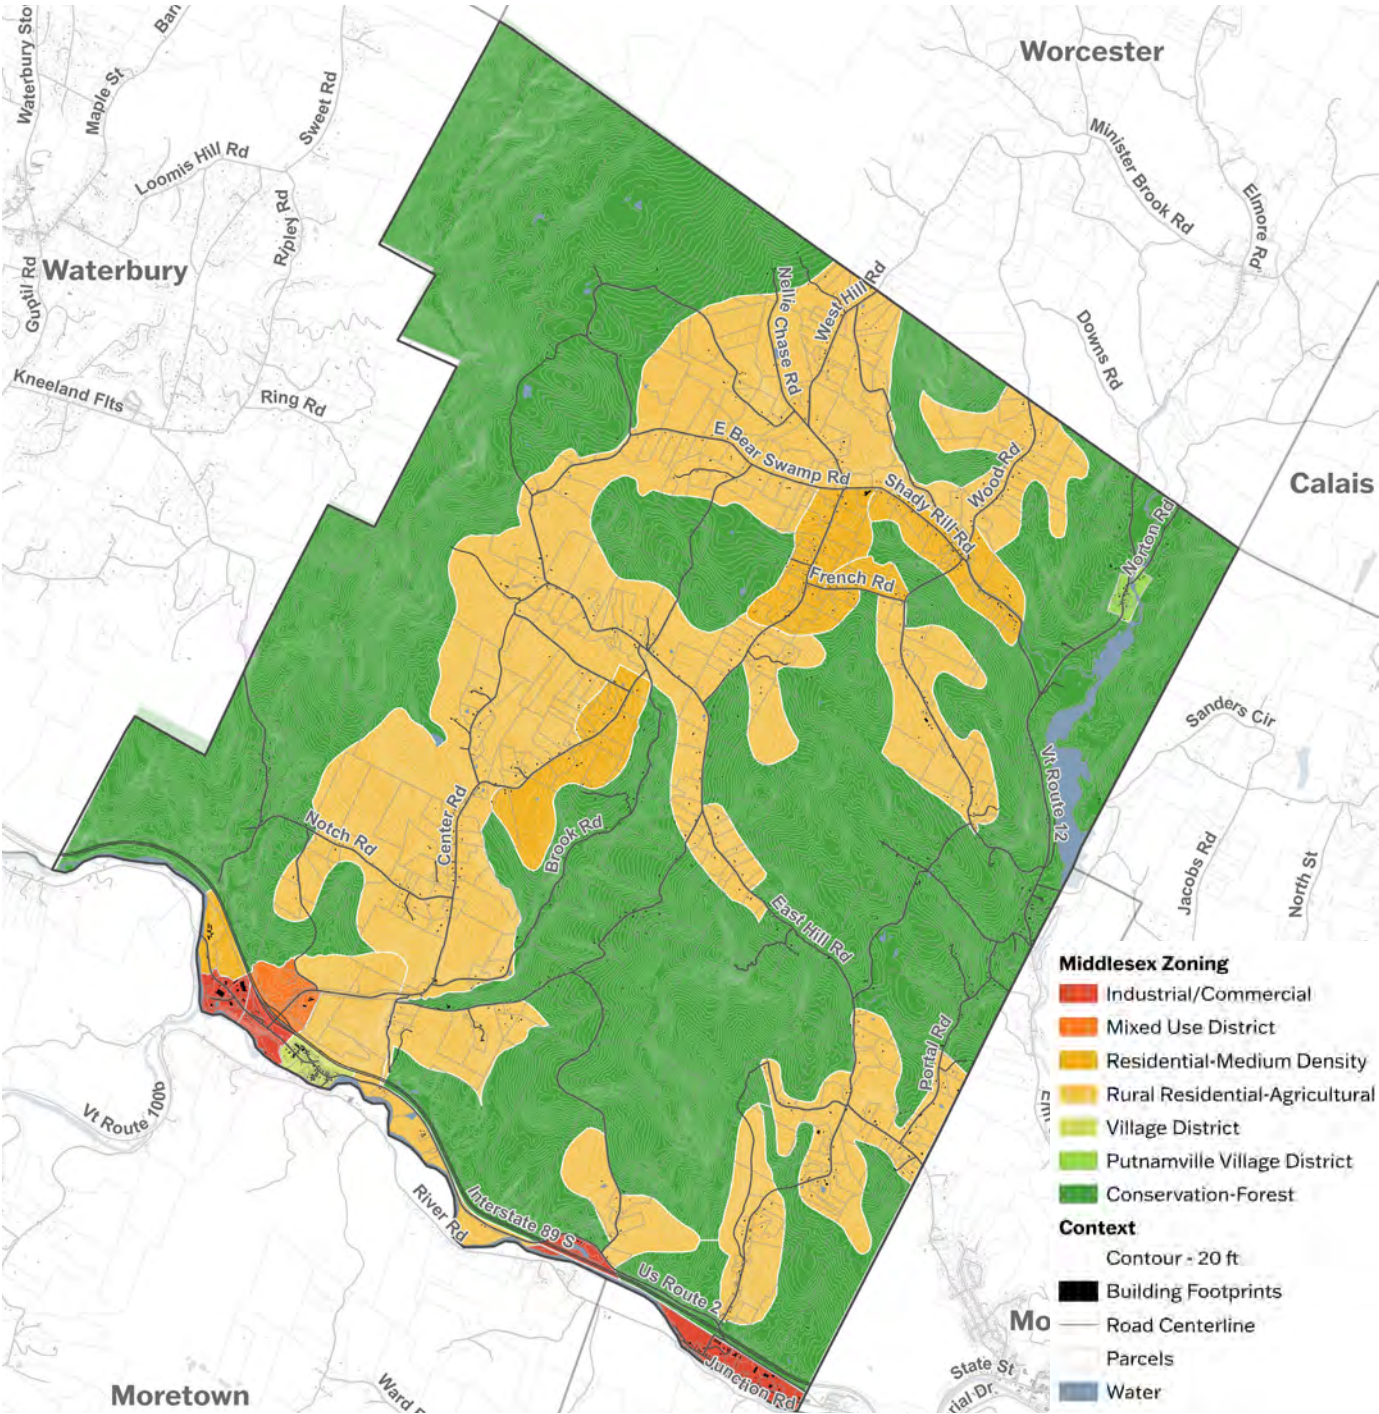 Waterbury Sto
Maple St
Ban
Sweet Rd
Loomis Hill Rd
Ripley Rd
Guptil Rd
Waterbury
Kneeland Flts
Ring Rd
Worcester
Minister Brook Rd
Elmore Rd
Downs Rd
Calais
Nellie Chase Rd
West Hill Rd
E Bear Swamp Rd
Shady Rill Rd
Wood Rd
French Rd
Norton Rd
Sanders Cir
Vt Route 12
Jacobs Rd
North St
Notch Rd
Center Rd
Brook Rd
East Hill Rd
Portal Rd
Vt Route 100b
River Rd
Interstate 89 S
Us Route 2
Junction Rd
Moretown
Ward
Mo
State St
rial Dr
Middlesex Zoning
Industrial/Commercial
Mixed Use District
Residential-Medium Density
Rural Residential-Agricultural
Village District
Putnamville Village District
Conservation-Forest
Context
Contour - 20 ft
Building Footprints
Road Centerline
Parcels
Water